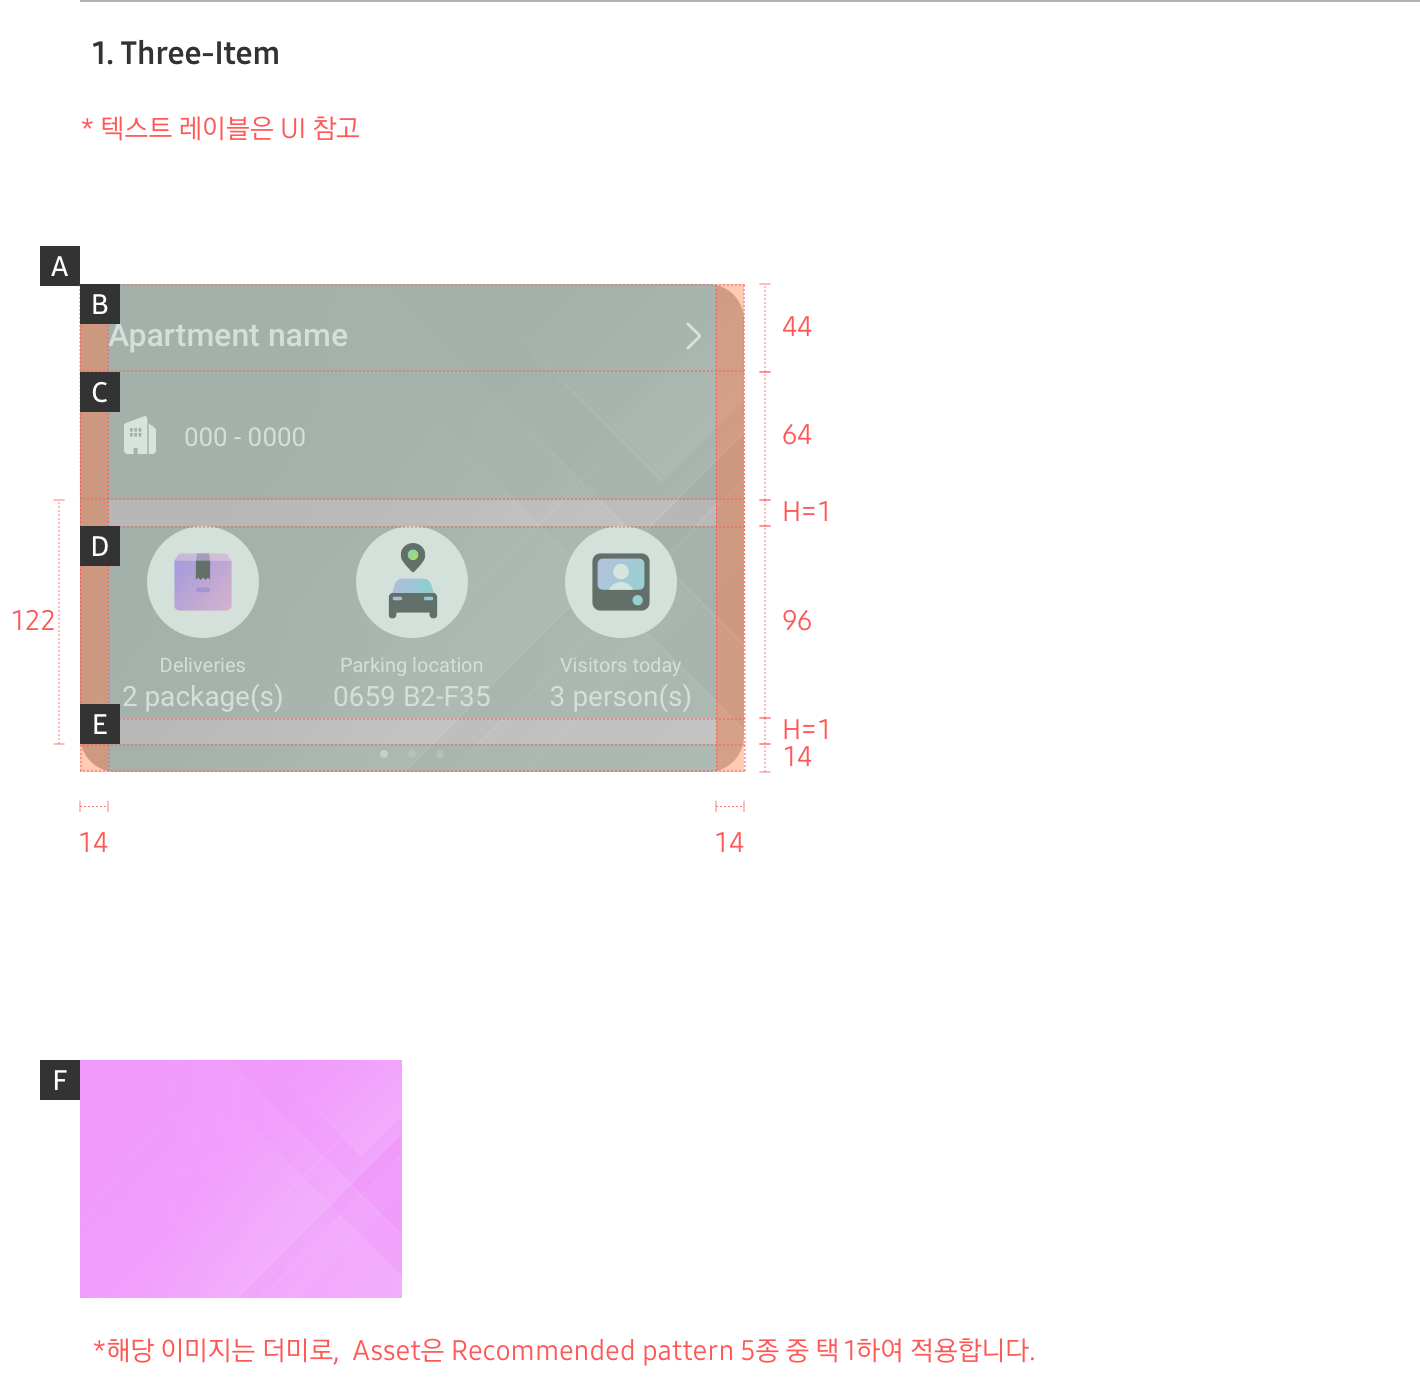 1. Three-Item
* 텍스트 레이블은 UI 참고
A
B
Apartment name
44
C
000 - 0000
64
H=1
D
122
96
Deliveries
Parking location
Visitors today
2 package(s)
0659 B2-F35
3 person(s)
E
H=1
14
14
14
F
*해당 이미지는 더미로, Asset은 Recommended pattern 5종 중 택 1하여 적용합니다.